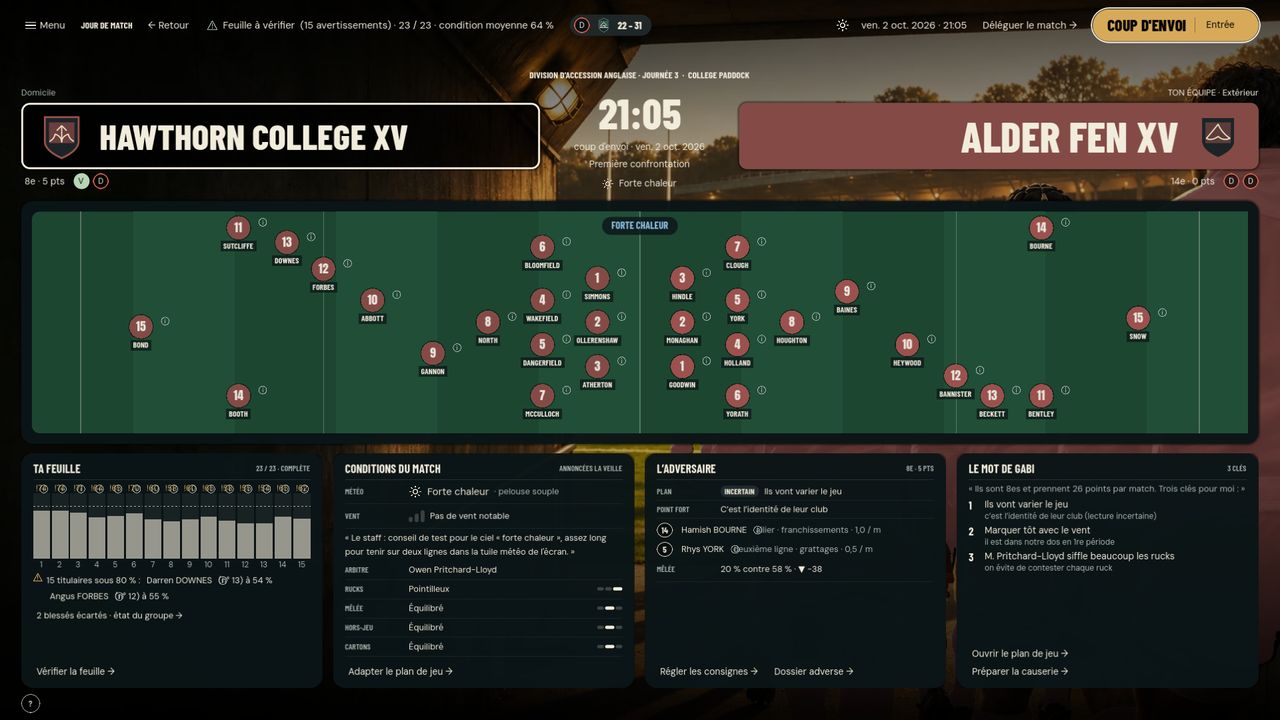 Menu
JOUR DE MATCH
← Retour
Feuille à vérifier (15 avertissements) · 23 / 23 · condition moyenne 64 %
D
22 – 31
ven. 2 oct. 2026 · 21:05
Déléguer le match →
COUP D'ENVOI
Entrée
DIVISION D'ACCESSION ANGLAISE · JOURNÉE 3 · COLLEGE PADDOCK
Domicile
HAWTHORN COLLEGE XV
8e · 5 pts V D
21:05
coup d'envoi · ven. 2 oct. 2026
Première confrontation
Forte chaleur
TON ÉQUIPE · Extérieur
ALDER FEN XV
14e · 0 pts D D
FORTE CHALEUR
11 SUTCLIFFE
13 DOWNES
12 FORBES
10 ABBOTT
15 BOND
9 GANNON
14 BOOTH
8 NORTH
6 BLOOMFIELD
4 WAKEFIELD
5 DANGERFIELD
7 MCCULLOCH
1 SIMMONS
2 OLLERENSHAW
3 ATHERTON
3 HINDLE
2 MONAGHAN
1 GOODWIN
7 CLOUGH
5 YORK
4 HOLLAND
6 YORATH
8 HOUGHTON
9 BAINES
10 HEYWOOD
12 BANNISTER
13 BECKETT
11 BENTLEY
14 BOURNE
15 SNOW
TA FEUILLE
23 / 23 · COMPLÈTE
1 2 3 4 5 6 7 8 9 10 11 12 13 14 15
15 titulaires sous 80 % : Darren DOWNES 13) à 54 %
Angus FORBES 12) à 55 %
2 blessés écartés · état du groupe →
Vérifier la feuille →
CONDITIONS DU MATCH
ANNONCÉES LA VEILLE
MÉTÉO Forte chaleur · pelouse souple
VENT Pas de vent notable
« Le staff : conseil de test pour le ciel « forte chaleur », assez long
pour tenir sur deux lignes dans la tuile météo de l'écran. »
ARBITRE Owen Pritchard-Lloyd
RUCKS Pointilleux
MÊLÉE Équilibré
HORS-JEU Équilibré
CARTONS Équilibré
Adapter le plan de jeu →
L'ADVERSAIRE
8E · 5 PTS
PLAN INCERTAIN Ils vont varier le jeu
POINT FORT C'est l'identité de leur club
14 Hamish BOURNE · franchissements · 1,0 / m
5 Rhys YORK ligne · grattages · 0,5 / m
MÊLÉE 20 % contre 58 % · ▼ −38
Régler les consignes → Dossier adverse →
LE MOT DE GABI
3 CLÉS
« Ils sont 8es et prennent 26 points par match. Trois clés pour moi : »
1 Ils vont varier le jeu
c'est l'identité de leur club (lecture incertaine)
2 Marquer tôt avec le vent
il est dans notre dos en 1re période
3 M. Pritchard-Lloyd siffle beaucoup les rucks
on évite de contester chaque ruck
Ouvrir le plan de jeu →
Préparer la causerie →
?